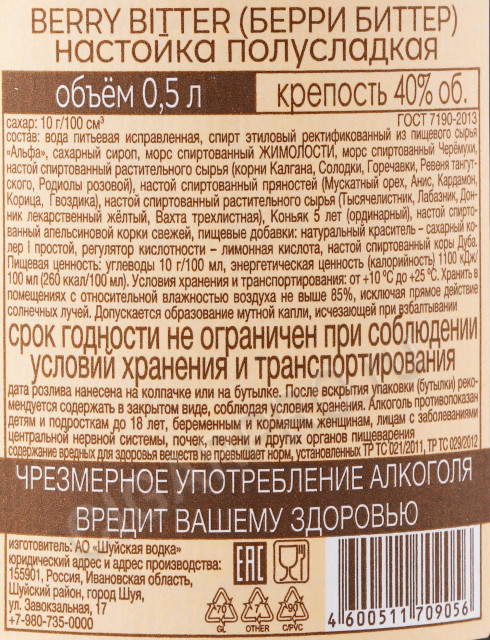 BERRY BITTER (БЕРРИ БИТТЕР)
НАСТОЙКА ПОЛУСЛАДКАЯ
объём 0,5 л
крепость 40% об.
сахар: 10 г/100 см³
ГОСТ 7190-2013
состав: вода питьевая исправленная, спирт этиловый ректификованный из пищевого сырья
«Альфа», сахарный сироп, морс спиртованный ЖИМОЛОСТИ, морс спиртованный Черёмухи,
настой спиртованный растительного сырья (корни Калгана, Солодки, Горечавки, Ревеня тангут-
ского, Родиолы розовой), настой спиртованный пряностей (Мускатный орех, Анис, Кардамон,
Корица, Гвоздика), настой спиртованный растительного сырья (Тысячелистник, Лабазник, Дон-
ник лекарственный жёлтый, Вахта трехлистная), Коньяк 5 лет (ординарный), настой спирто-
ванный апельсиновой корки свежей, пищевые добавки: натуральный краситель – сахарный ко-
лер I простой, регулятор кислотности – лимонная кислота, настой спиртованный коры Дуба.
Пищевая ценность: углеводы 10 г/100 мл, энергетическая ценность (калорийность) 1100 кДж/
100 мл (260 ккал/100 мл). Условия хранения и транспортирования: от +10 °С до +25 °С. Хранить в
помещениях с относительной влажностью воздуха не выше 85%, исключая прямое действие
солнечных лучей. Допускается образование мутной капли, исчезающей при взбалтывании
срок годности не ограничен при соблюдении
условий хранения и транспортирования
дата розлива нанесена на колпачке или на бутылке. После вскрытия упаковки (бутылки) реко-
мендуется содержать в закрытом виде, соблюдая условия хранения. Алкоголь противопоказан
детям и подросткам до 18 лет, беременным и кормящим женщинам, лицам с заболеваниями
центральной нервной системы, почек, печени и других органов пищеварения
содержание вредных для здоровья веществ не превышает норм, установленных ТР ТС 021/2011, ТР ТС 029/2012
ЧРЕЗМЕРНОЕ УПОТРЕБЛЕНИЕ АЛКОГОЛЯ
ВРЕДИТ ВАШЕМУ ЗДОРОВЬЮ
изготовитель: АО «Шуйская водка»
юридический адрес и адрес производства:
155901, Россия, Ивановская область,
Шуйский район, город Шуя,
ул. Завокзальная, 17
+7-980-735-0000
EAC
70
GL
7
OTHER
90
C/PVC
4 600511 709056